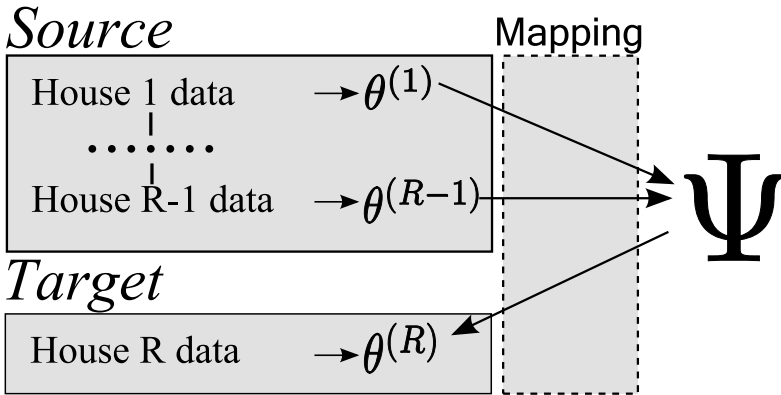 Source
Mapping
House 1 data → θ^(1)
.......
House R-1 data → θ^(R−1)
Ψ
Target
House R data → θ^(R)